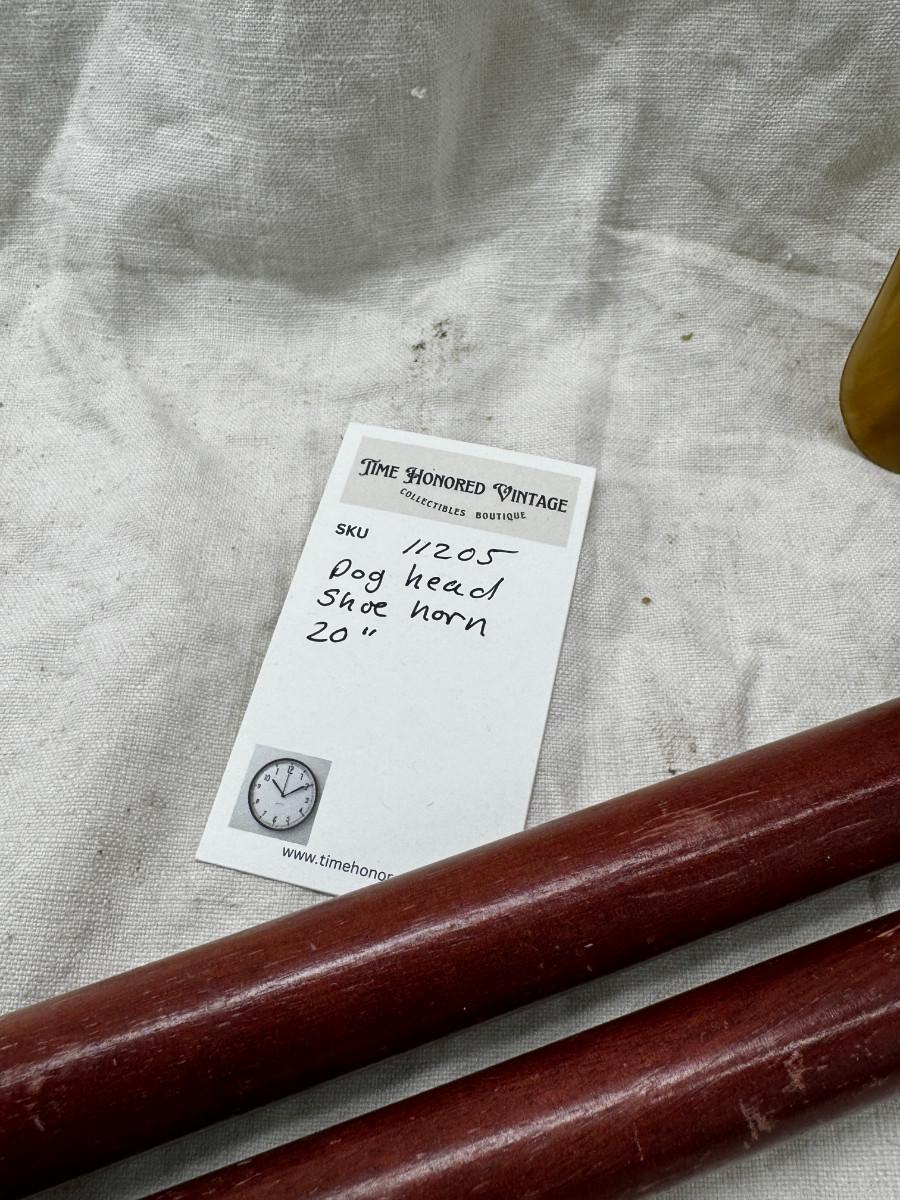 TIME HONORED VINTAGE
COLLECTIBLES BOUTIQUE
SKU 11205
Dog head
Shoe horn
20"
www.timehonor